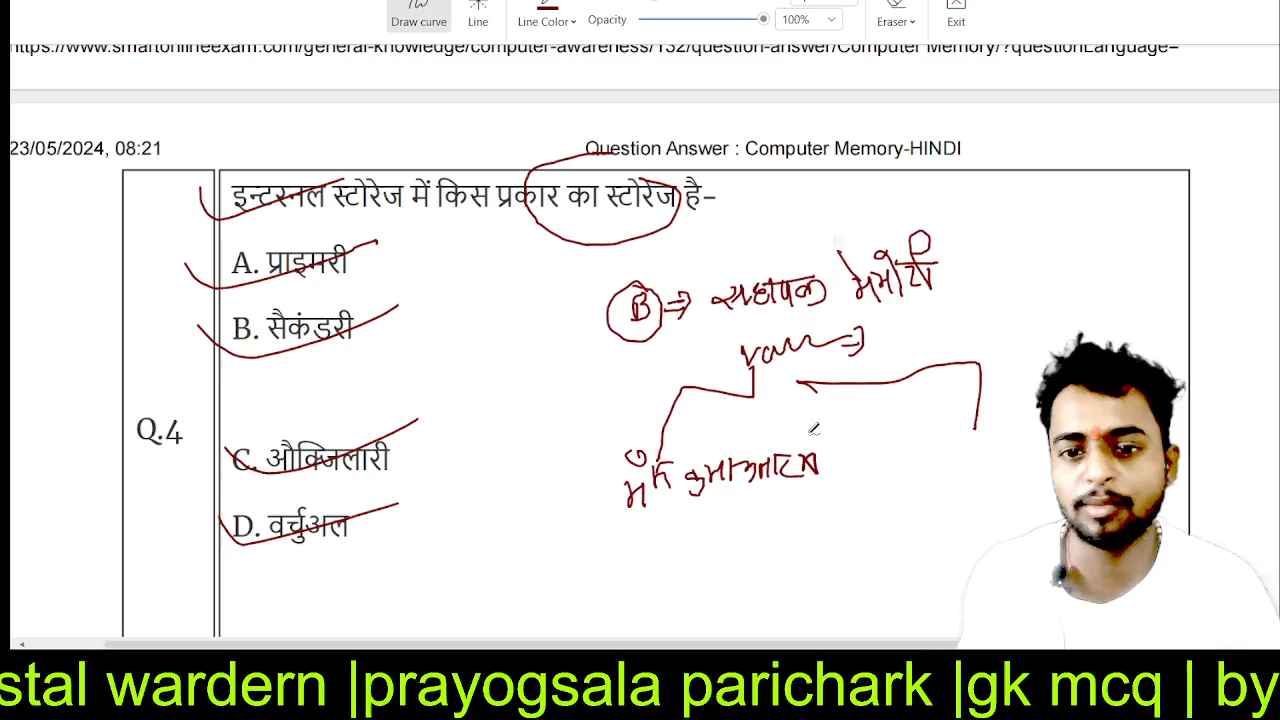 Draw curve Line Line Color Opacity 100% Eraser Exit
https://www.smartonlineexam.com/general-knowledge/computer-awareness/132/question-answer/Computer Memory/?questionLanguage=
23/05/2024, 08:21 Question Answer : Computer Memory-HINDI
इन्टरनल स्टोरेज में किस प्रकार का स्टोरेज है-
A. प्राइमरी
B ⇒ सहायक मेमोरी
B. सैकंडरी
Q.4
C. औक्जिलारी
D. वर्चुअल
stal wardern |prayogsala parichark |gk mcq | by